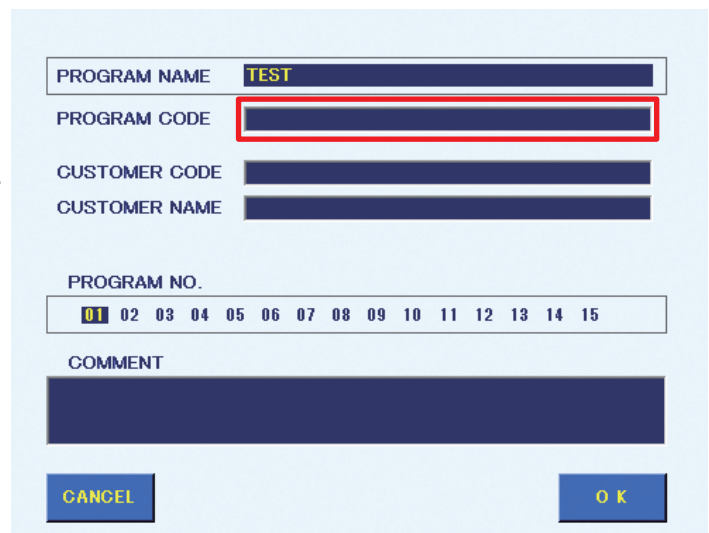 PROGRAM NAME TEST
PROGRAM CODE
CUSTOMER CODE
CUSTOMER NAME
PROGRAM NO.
01 02 03 04 05 06 07 08 09 10 11 12 13 14 15
COMMENT
CANCEL O K